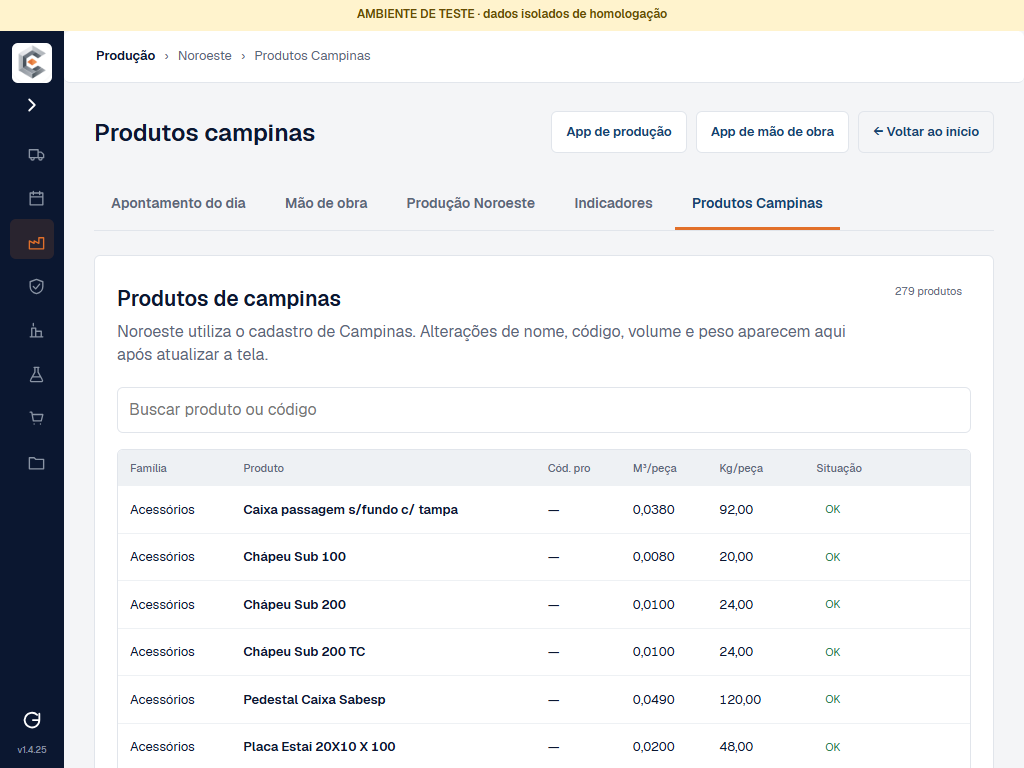 AMBIENTE DE TESTE · dados isolados de homologação
Produção › Noroeste › Produtos Campinas
Produtos campinas
App de produção
App de mão de obra
← Voltar ao início
Apontamento do dia
Mão de obra
Produção Noroeste
Indicadores
Produtos Campinas
Produtos de campinas
279 produtos
Noroeste utiliza o cadastro de Campinas. Alterações de nome, código, volume e peso aparecem aqui
após atualizar a tela.
Buscar produto ou código
Família Produto Cód. pro M³/peça Kg/peça Situação
Acessórios Caixa passagem s/fundo c/ tampa — 0,0380 92,00 OK
Acessórios Chápeu Sub 100 — 0,0080 20,00 OK
Acessórios Chápeu Sub 200 — 0,0100 24,00 OK
Acessórios Chápeu Sub 200 TC — 0,0100 24,00 OK
Acessórios Pedestal Caixa Sabesp — 0,0490 120,00 OK
Acessórios Placa Estai 20X10 X 100 — 0,0200 48,00 OK
v1.4.25